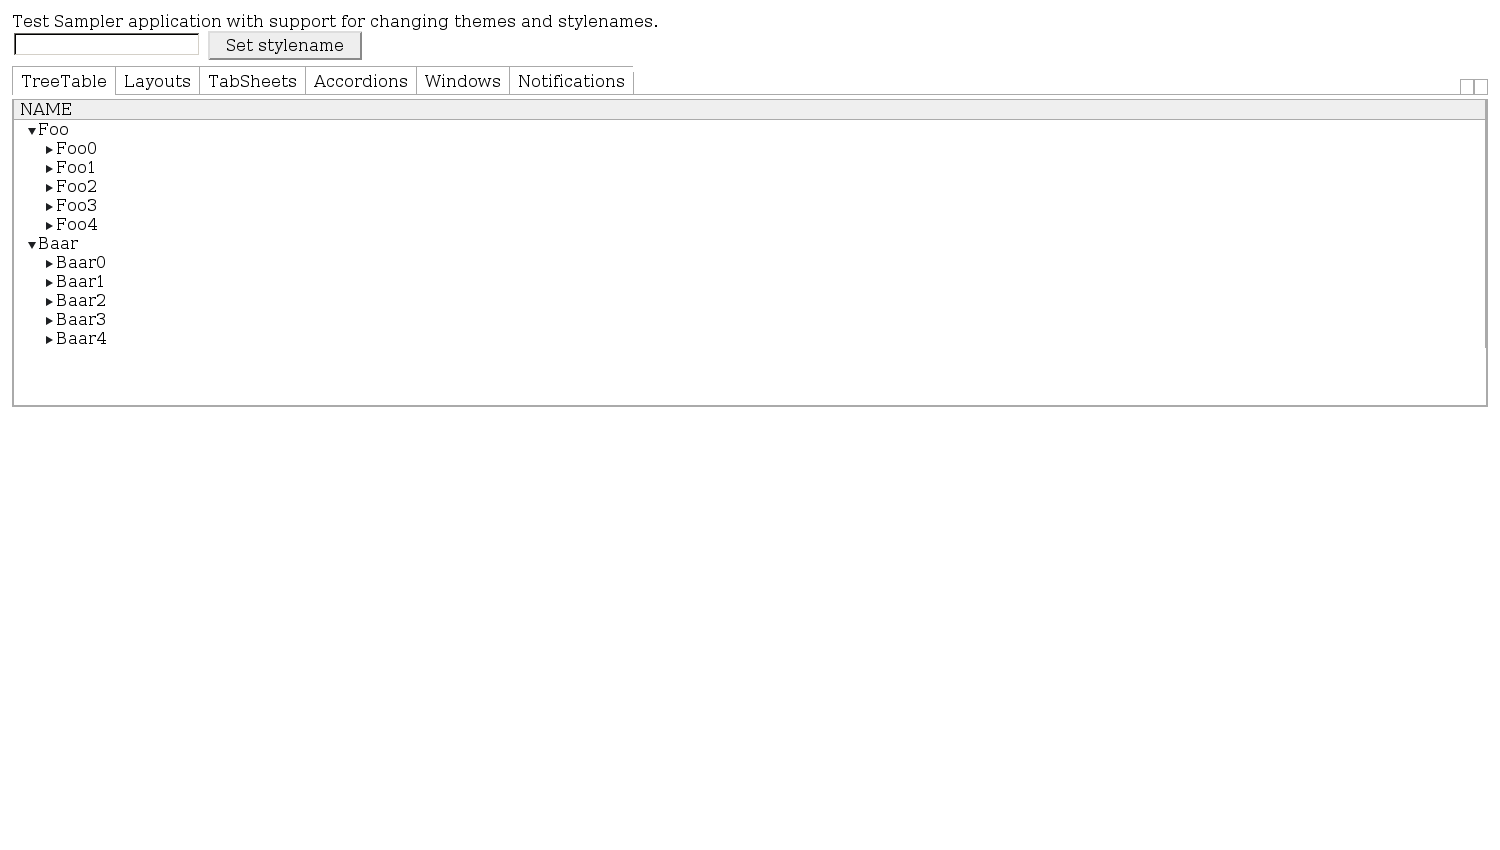 Test Sampler application with support for changing themes and stylenames.
Set stylename
TreeTable Layouts TabSheets Accordions Windows Notifications
NAME
Foo
Foo0
Foo1
Foo2
Foo3
Foo4
Baar
Baar0
Baar1
Baar2
Baar3
Baar4